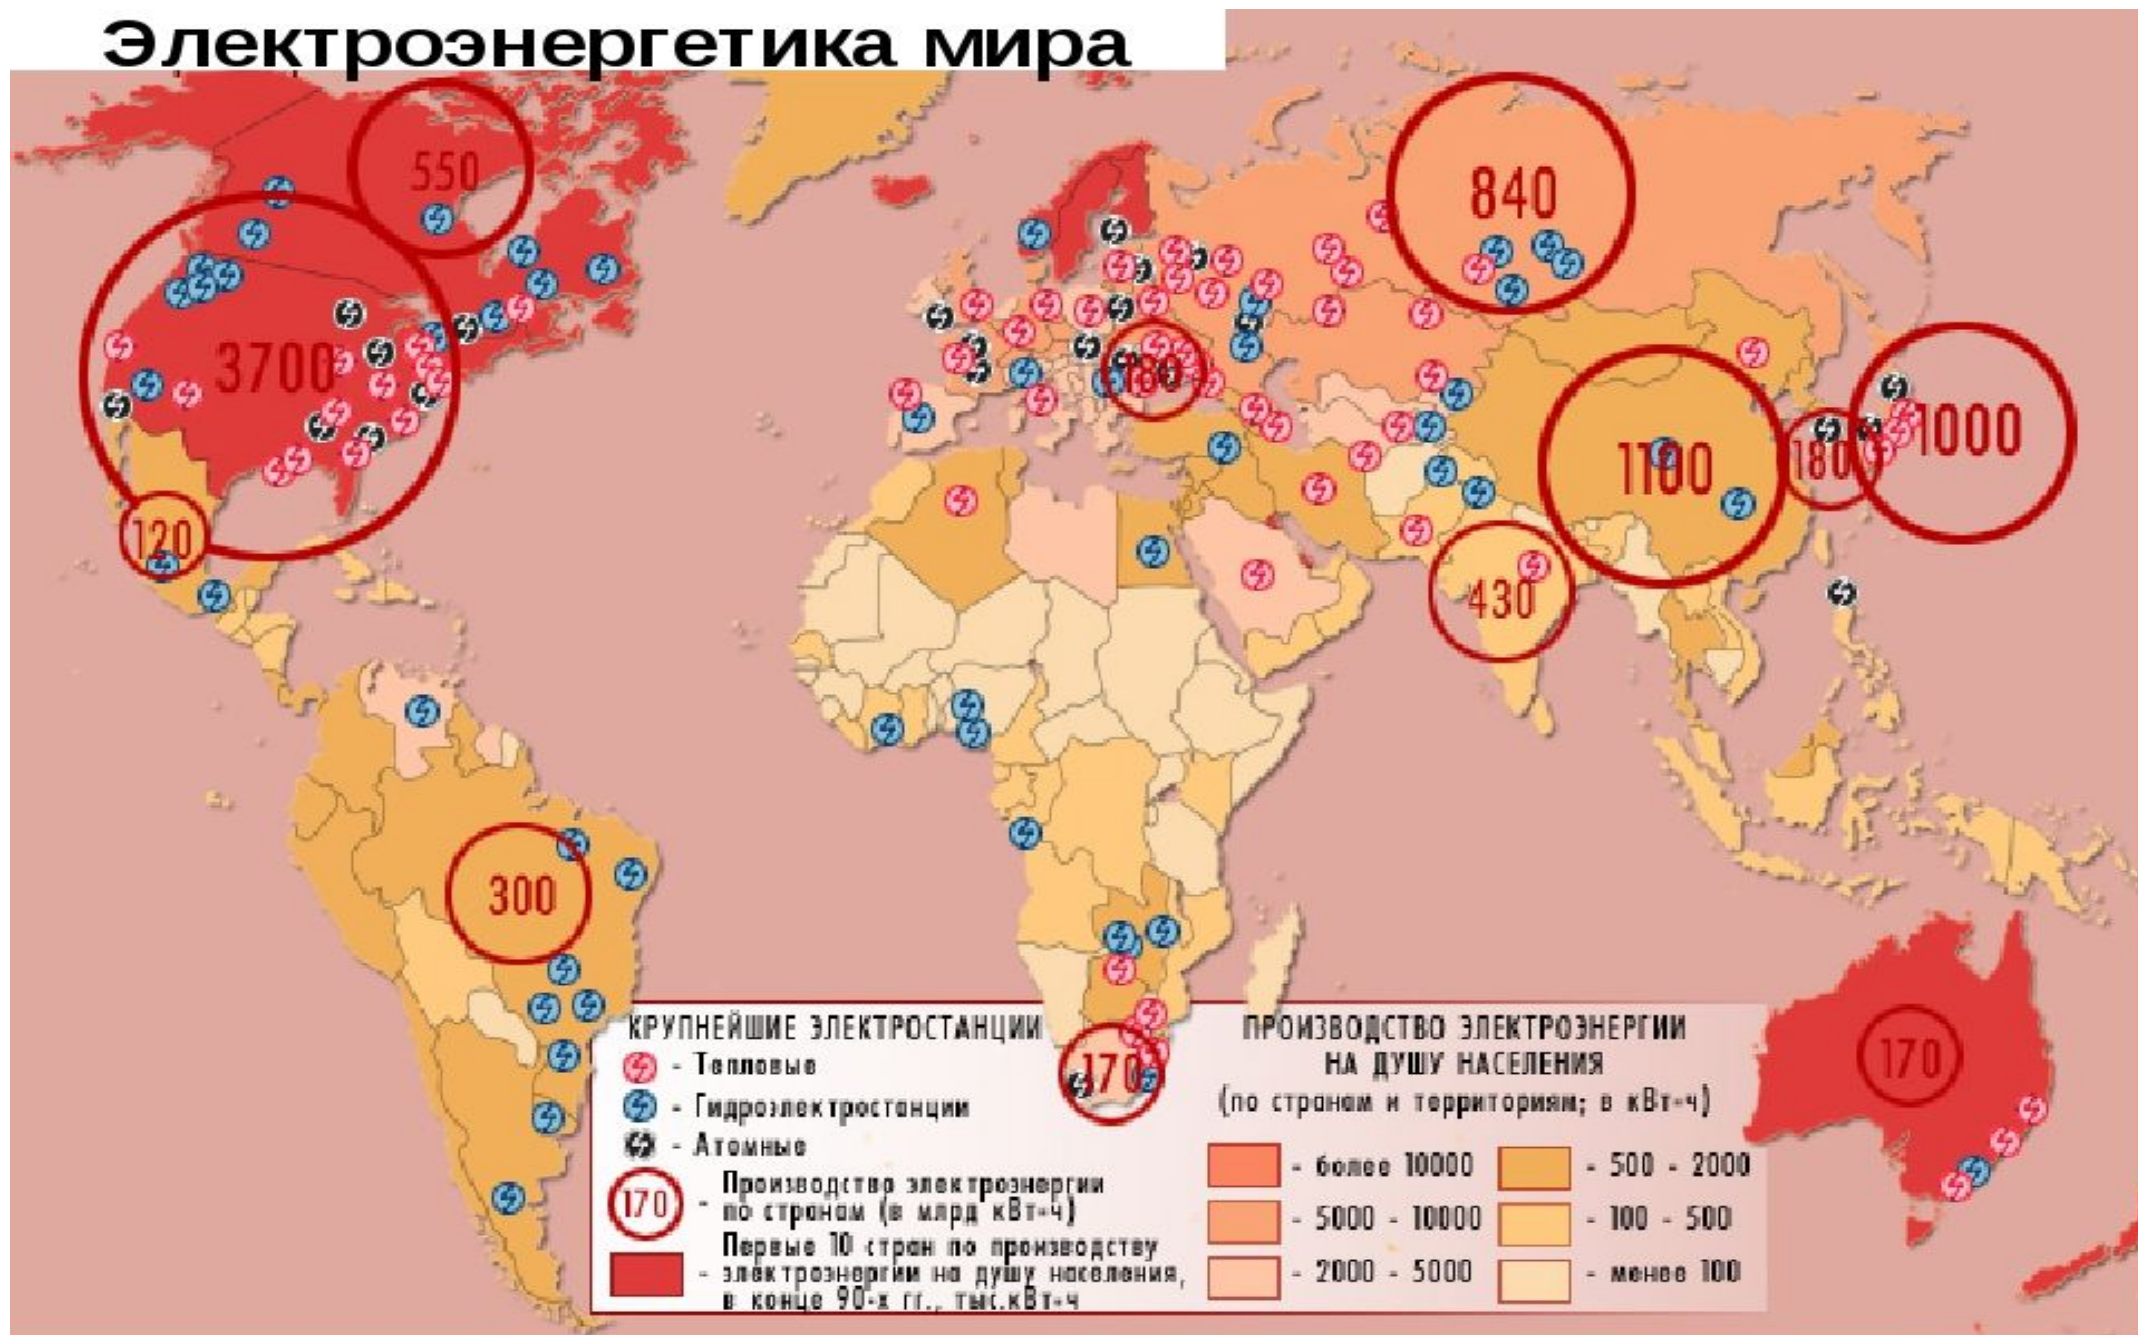 Электроэнергетика мира
550
840
3700
180
1100
180
1000
120
430
300
170
170
КРУПНЕЙШИЕ ЭЛЕКТРОСТАНЦИИ
- Тепловые
- Гидроэлектростанции
- Атомные
170 - Производство электроэнергии
по странам (в млрд кВт-ч)
Первые 10 стран по производству
- электроэнергии на душу населения,
в конце 90-х гг., тыс.кВт-ч
ПРОИЗВОДСТВО ЭЛЕКТРОЭНЕРГИИ
НА ДУШУ НАСЕЛЕНИЯ
(по странам и территориям; в кВт-ч)
- более 10000
- 5000 - 10000
- 2000 - 5000
- 500 - 2000
- 100 - 500
- менее 100